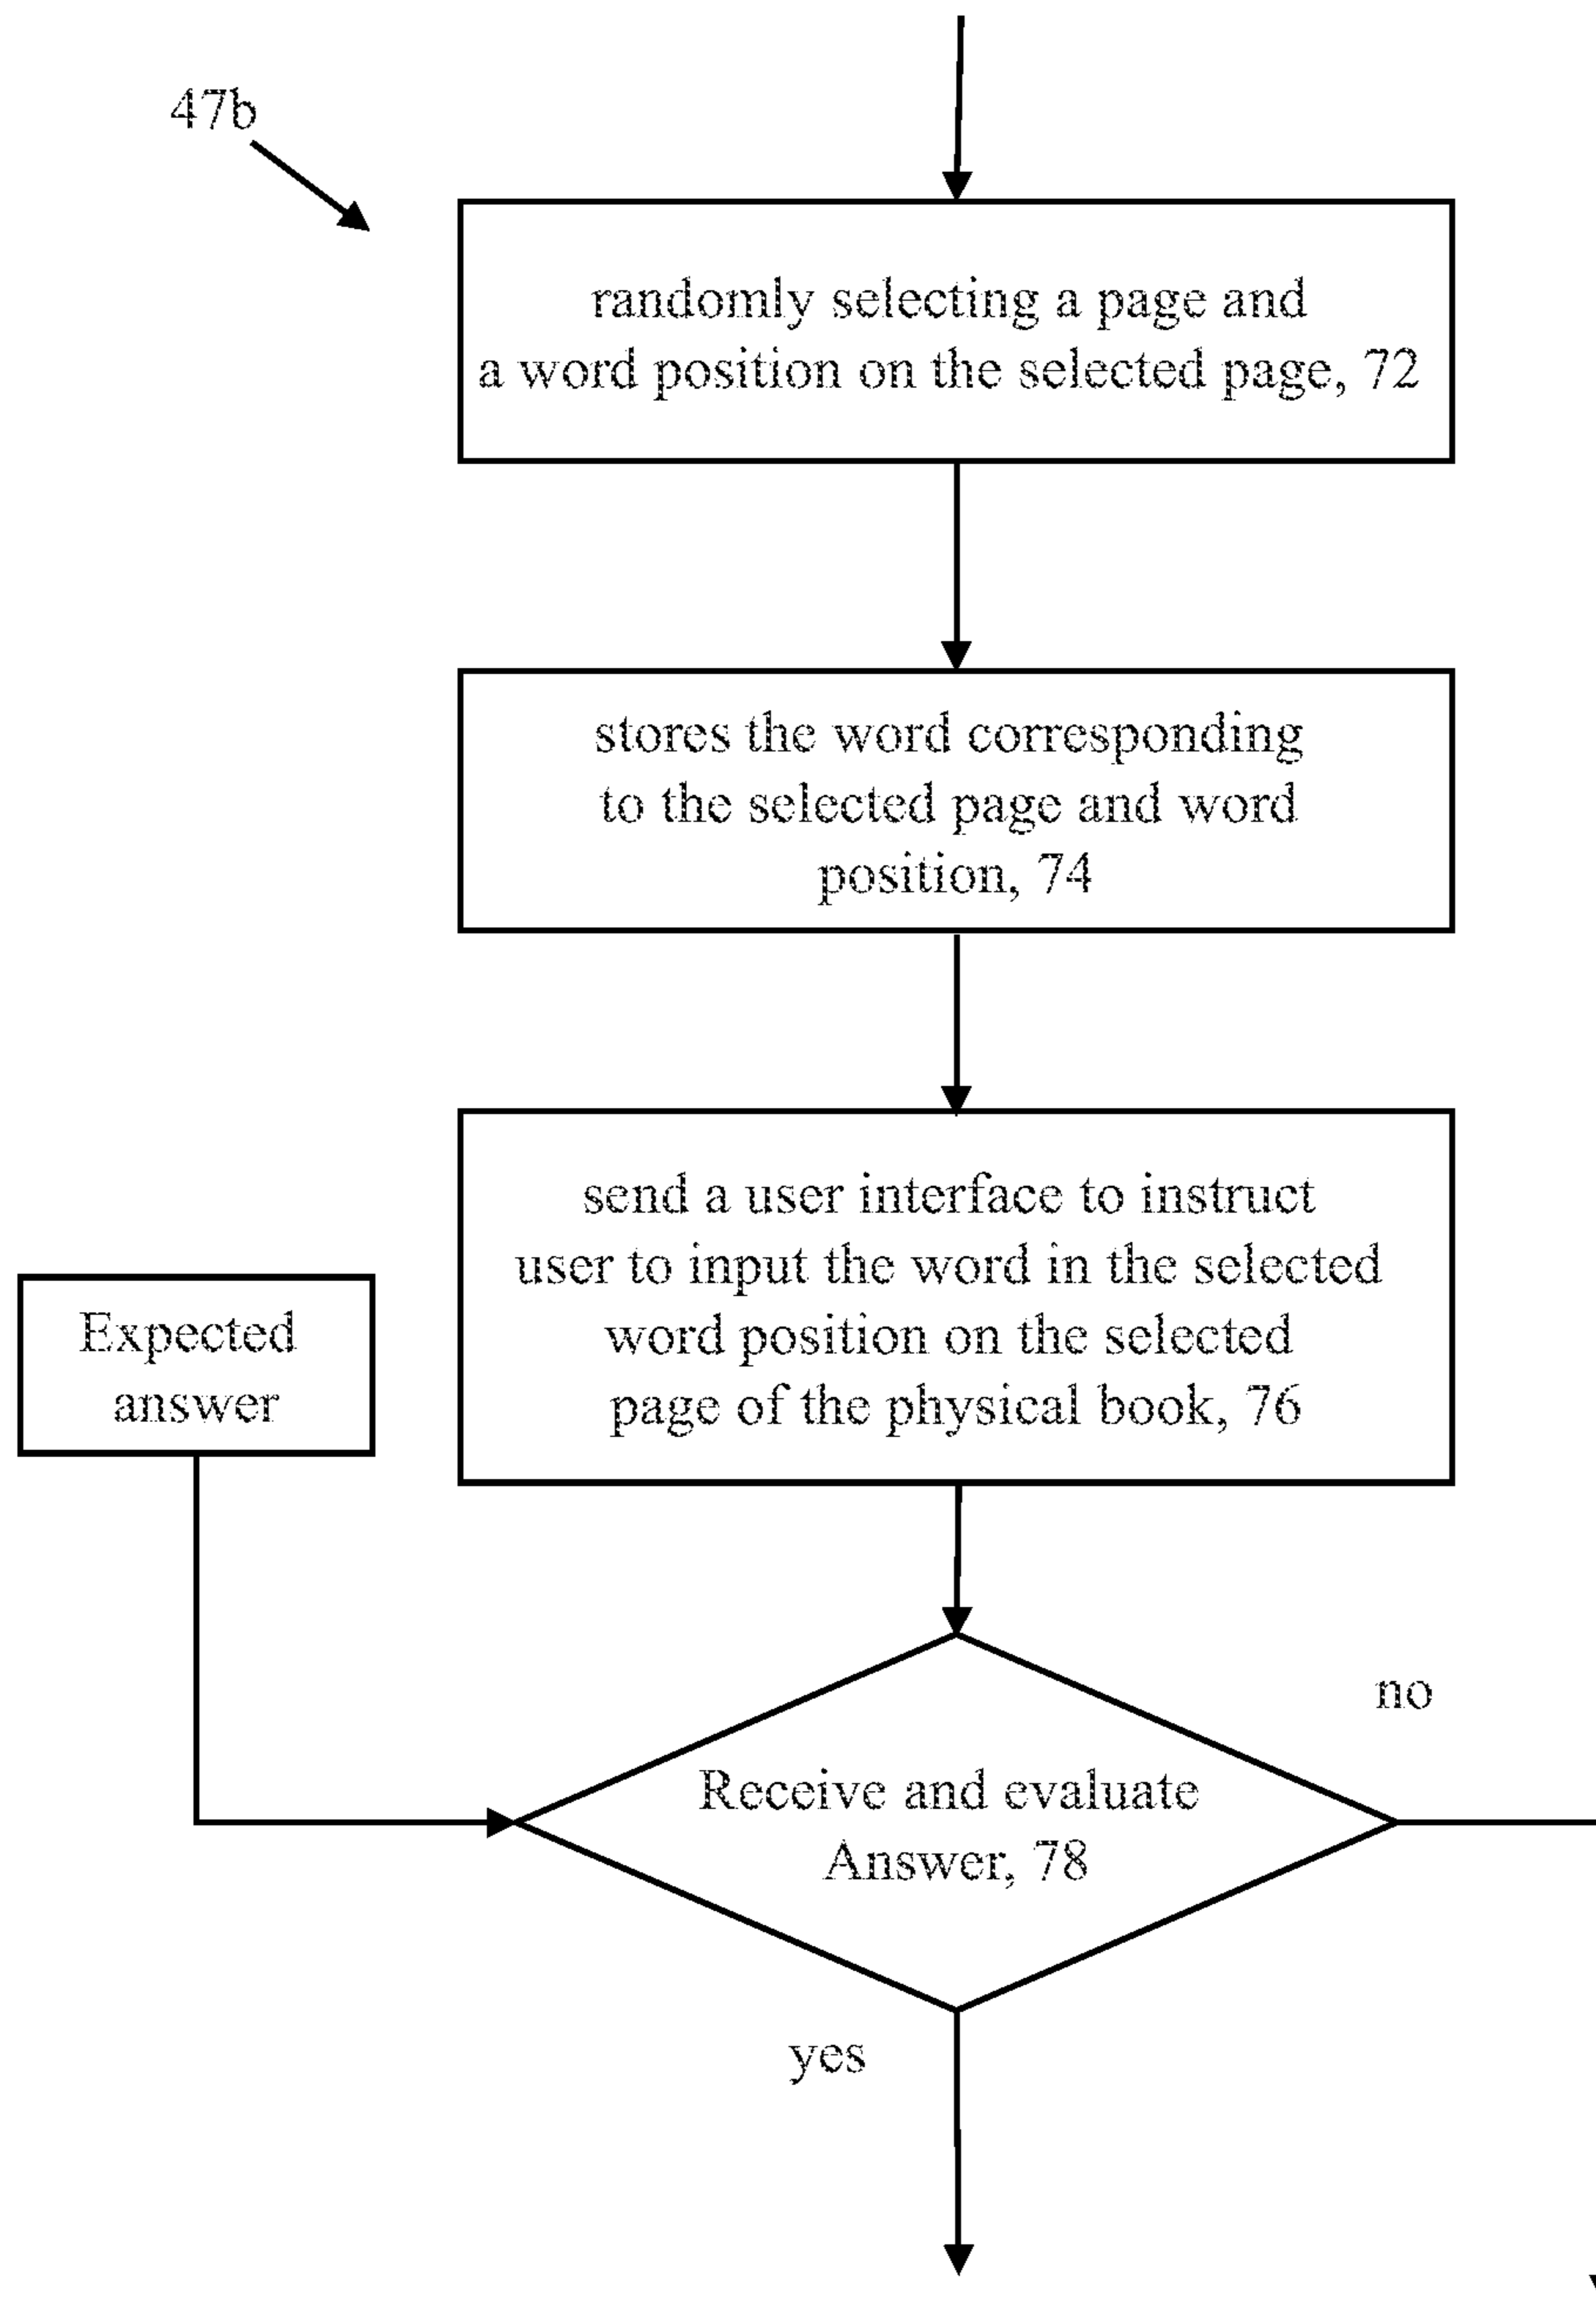 47b
randomly selecting a page and
a word position on the selected page, 72
stores the word corresponding
to the selected page and word
position, 74
send a user interface to instruct
user to input the word in the selected
word position on the selected
page of the physical book, 76
Expected
answer
no
Receive and evaluate
Answer, 78
yes